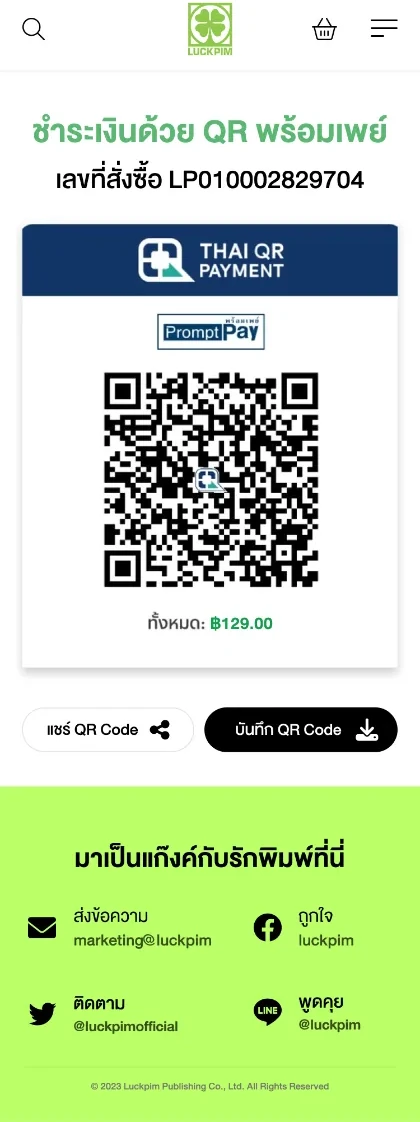 LUCKPIM
ชำระเงินด้วย QR พร้อมเพย์
เลขที่สั่งซื้อ LP010002829704
THAI QR
PAYMENT
พร้อมเพย์
PromptPay
ทั้งหมด: ฿129.00
แชร์ QR Code
บันทึก QR Code
มาเป็นแก๊งค์กับรักพิมพ์ที่นี่
ส่งข้อความ
marketing@luckpim
ถูกใจ
luckpim
ติดตาม
@luckpimofficial
LINE
พูดคุย
@luckpim
© 2023 Luckpim Publishing Co., Ltd. All Rights Reserved